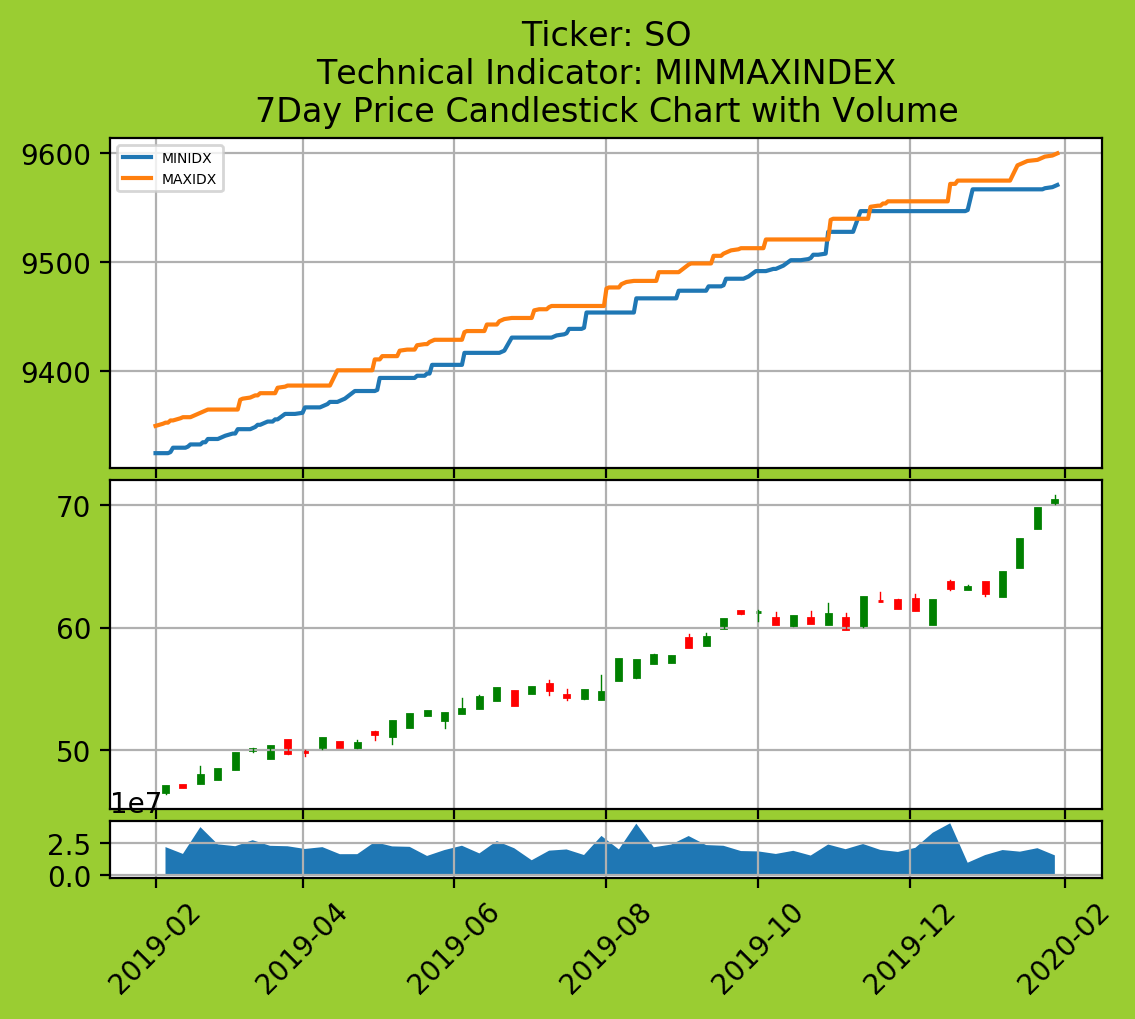 Ticker: SO
Technical Indicator: MINMAXINDEX
7Day Price Candlestick Chart with Volume
MINIDX
MAXIDX
9600
9500
9400
70
60
50
1e7
2.5
0.0
2019-02
2019-04
2019-06
2019-08
2019-10
2019-12
2020-02